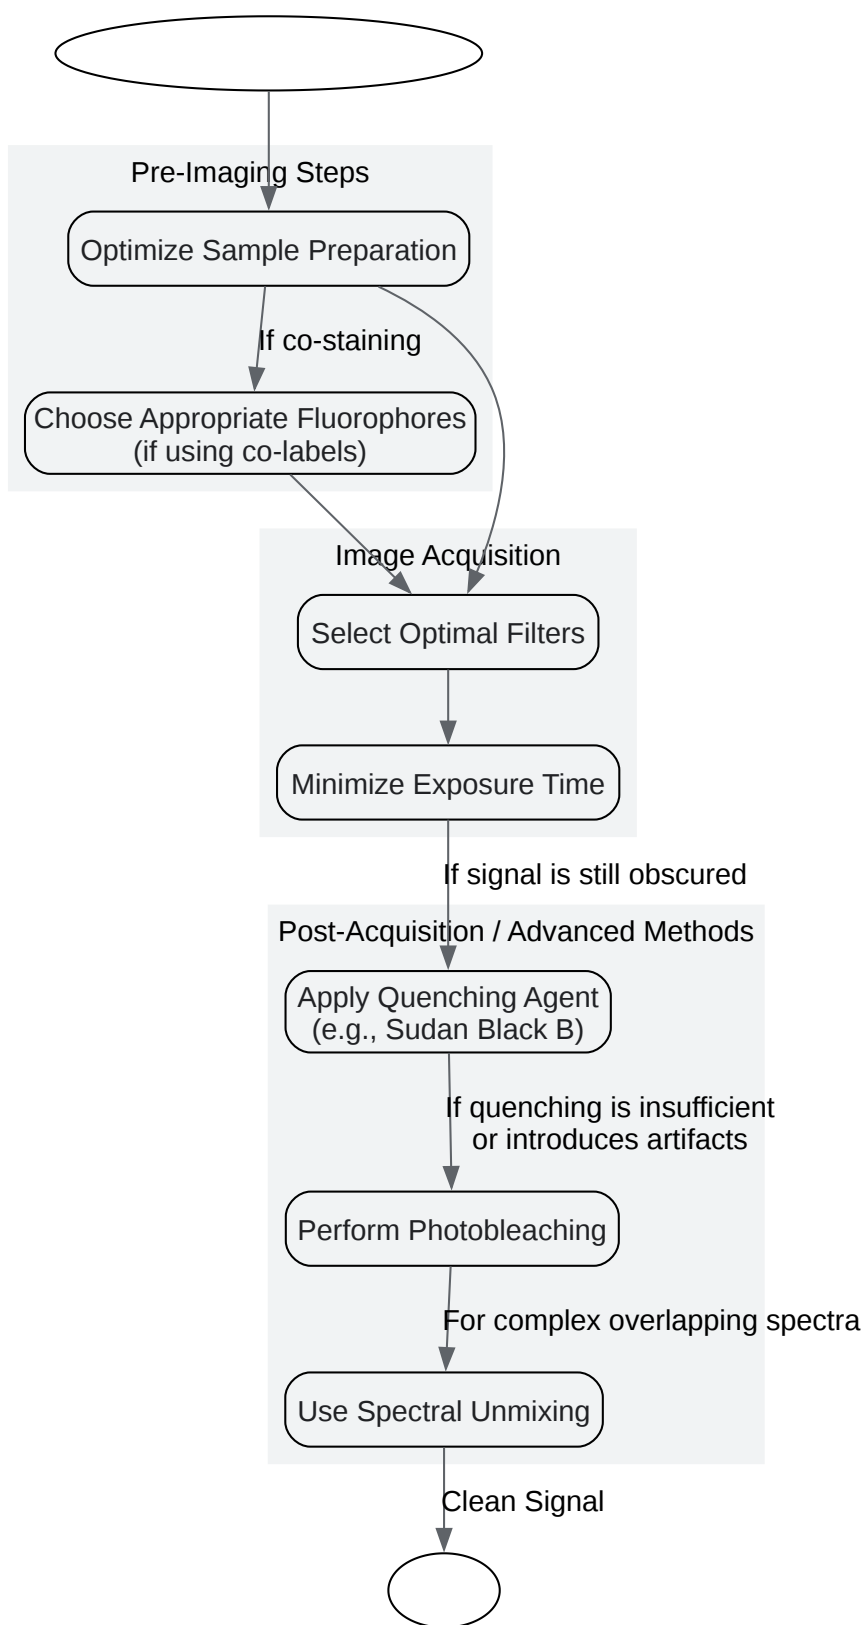 Pre-Imaging Steps
Optimize Sample Preparation
If co-staining
Choose Appropriate Fluorophores
(if using co-labels)
Image Acquisition
Select Optimal Filters
Minimize Exposure Time
If signal is still obscured
Post-Acquisition / Advanced Methods
Apply Quenching Agent
(e.g., Sudan Black B)
If quenching is insufficient
or introduces artifacts
Perform Photobleaching
For complex overlapping spectra
Use Spectral Unmixing
Clean Signal